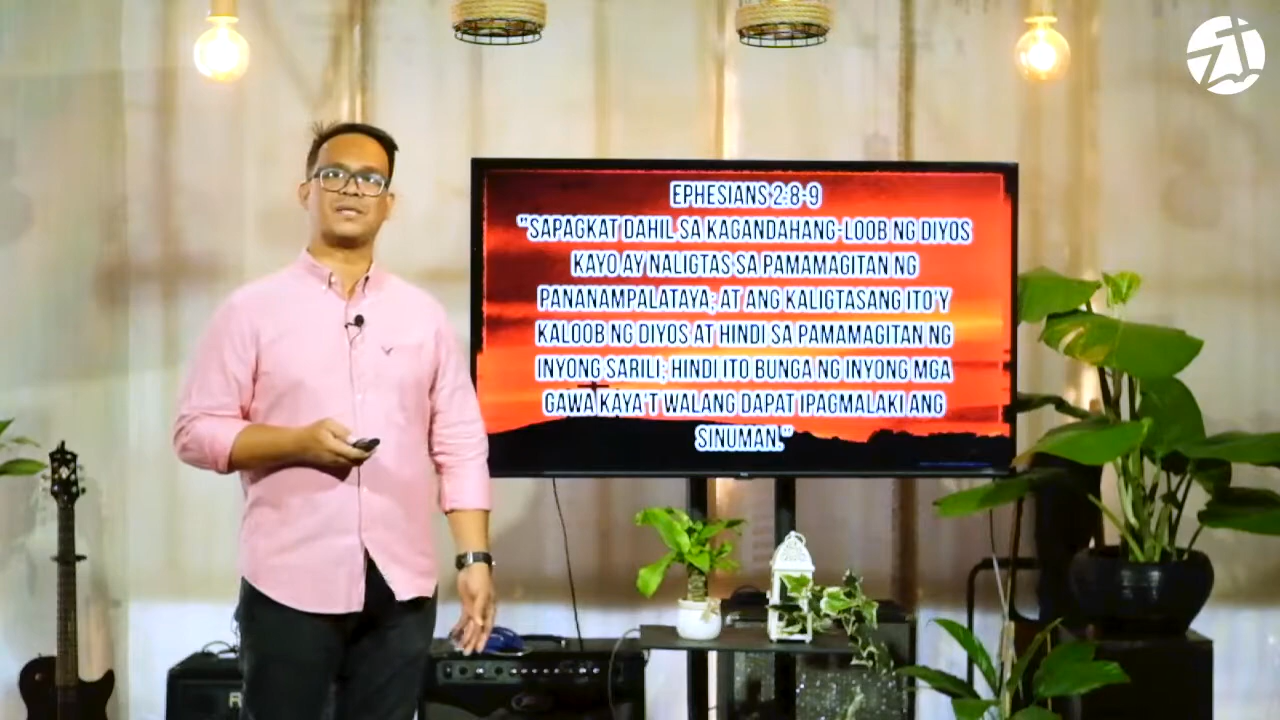 EPHESIANS 2:8-9
"SAPAGKAT DAHIL SA KAGANDAHANG-LOOB NG DIYOS
KAYO AY NALIGTAS SA PAMAMAGITAN NG
PANANAMPALATAYA; AT ANG KALIGTASANG ITO'Y
KALOOB NG DIYOS AT HINDI SA PAMAMAGITAN NG
INYONG SARILI; HINDI ITO BUNGA NG INYONG MGA
GAWA KAYA'T WALANG DAPAT IPAGMALAKI ANG
SINUMAN."